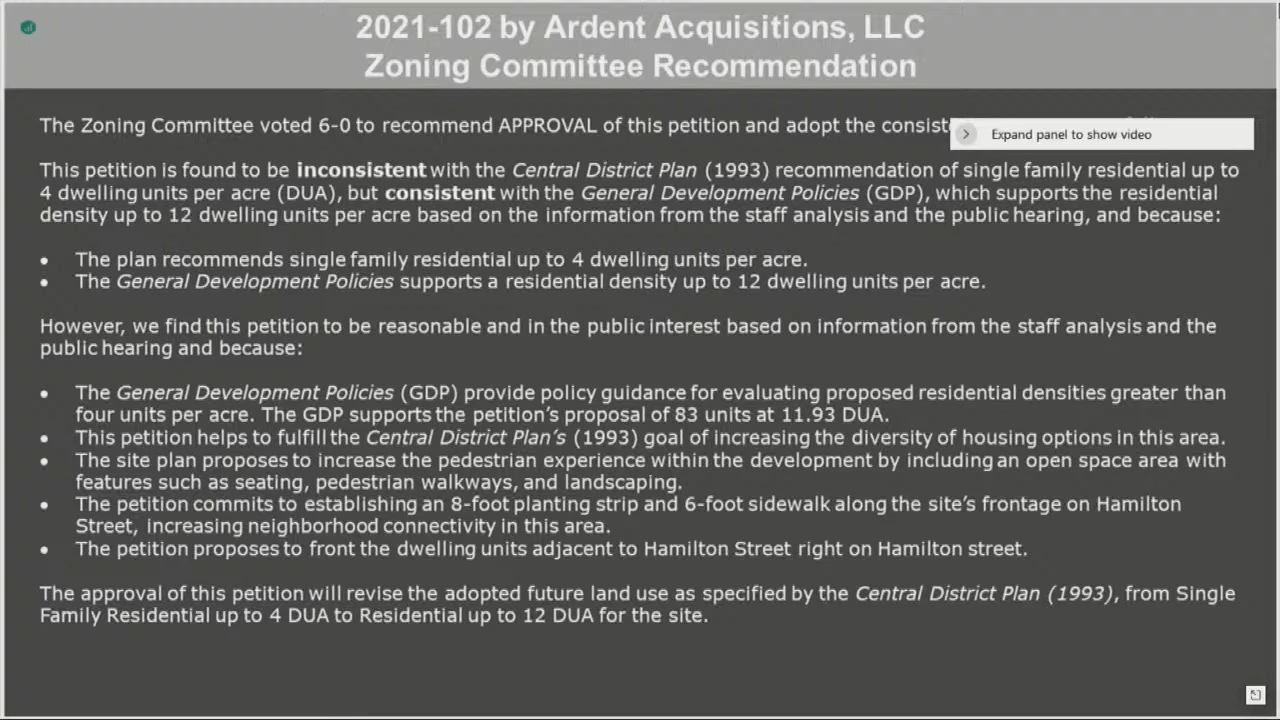 2021-102 by Ardent Acquisitions, LLC
Zoning Committee Recommendation
The Zoning Committee voted 6-0 to recommend APPROVAL of this petition and adopt the
Expand panel to show video
This petition is found to be inconsistent with the Central District Plan (1993) recommendation of single family residential up to
4 dwelling units per acre (DUA), but consistent with the General Development Policies (GDP), which supports the residential
density up to 12 dwelling units per acre based on the information from the staff analysis and the public hearing, and because:
• The plan recommends single family residential up to 4 dwelling units per acre.
• The General Development Policies supports a residential density up to 12 dwelling units per acre.
However, we find this petition to be reasonable and in the public interest based on information from the staff analysis and the
public hearing and because:
• The General Development Policies (GDP) provide policy guidance for evaluating proposed residential densities greater than
four units per acre. The GDP supports the petition's proposal of 83 units at 11.93 DUA.
• This petition helps to fulfill the Central District Plan's (1993) goal of increasing the diversity of housing options in this area.
• The site plan proposes to increase the pedestrian experience within the development by including an open space area with
features such as seating, pedestrian walkways, and landscaping.
• The petition commits to establishing an 8-foot planting strip and 6-foot sidewalk along the site's frontage on Hamilton
Street, increasing neighborhood connectivity in this area.
• The petition proposes to front the dwelling units adjacent to Hamilton Street right on Hamilton street.
The approval of this petition will revise the adopted future land use as specified by the Central District Plan (1993), from Single
Family Residential up to 4 DUA to Residential up to 12 DUA for the site.